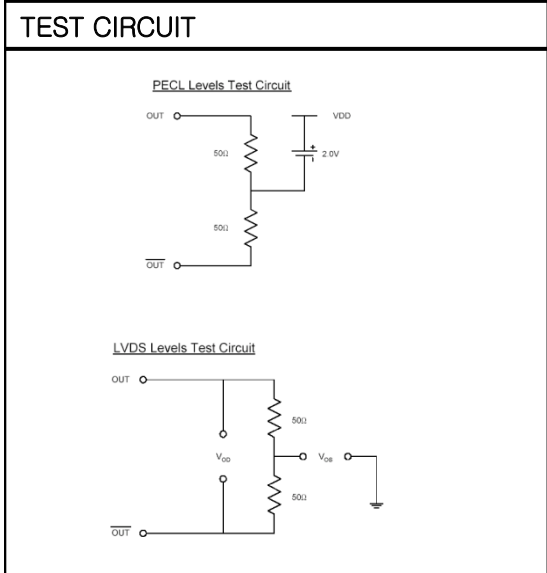 TEST CIRCUIT
PECL Levels Test Circuit
OUT
VDD
50Ω
+
2.0V
-
50Ω
OUT
LVDS Levels Test Circuit
OUT
50Ω
VOD
VOS
50Ω
OUT